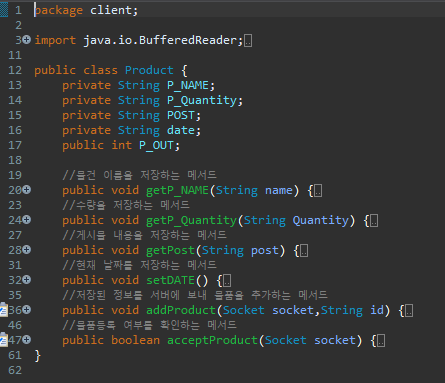 1 package client;
2
3 import java.io.BufferedReader;
11
12 public class Product {
13 private String P_NAME;
14 private String P_Quantity;
15 private String POST;
16 private String date;
17 public int P_OUT;
18
19 //물건 이름을 저장하는 메서드
20 public void getP_NAME(String name) {
23 //수량을 저장하는 메서드
24 public void getP_Quantity(String Quantity) {
27 //게시물 내용을 저장하는 메서드
28 public void getPost(String post) {
31 //현재 날짜를 저장하는 메서드
32 public void setDATE() {
35 //저장된 정보를 서버에 보내 물품을 추가하는 메서드
36 public void addProduct(Socket socket,String id) {
46 //물품등록 여부를 확인하는 메서드
47 public boolean acceptProduct(Socket socket) {
61 }
62